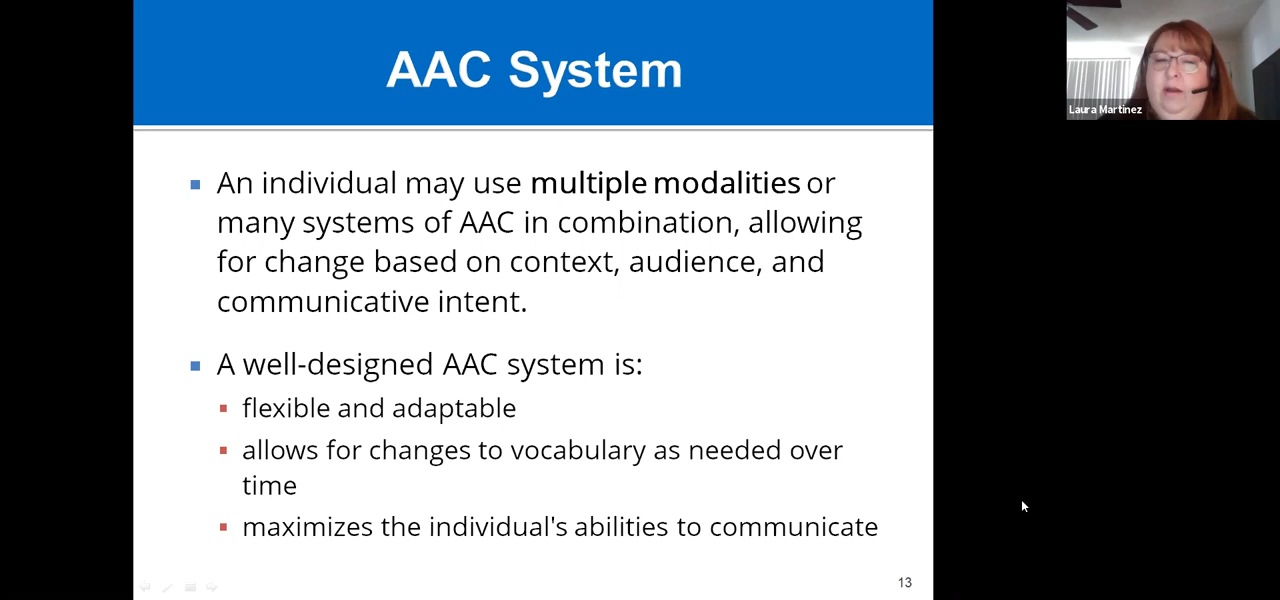 AAC System
Laura Martinez
▪ An individual may use multiple modalities or
many systems of AAC in combination, allowing
for change based on context, audience, and
communicative intent.
▪ A well-designed AAC system is:
▪ flexible and adaptable
▪ allows for changes to vocabulary as needed over
time
▪ maximizes the individual's abilities to communicate
13